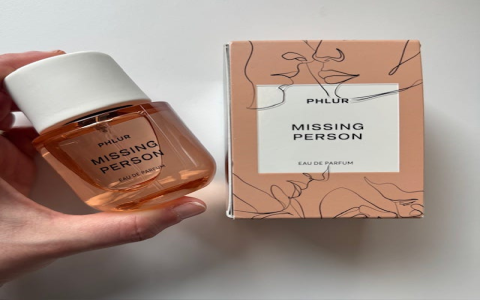 PHLUR
MISSING
PERSON
EAU DE PARFUM
PHLUR
MISSING
PERSON
EAU DE PARFUM